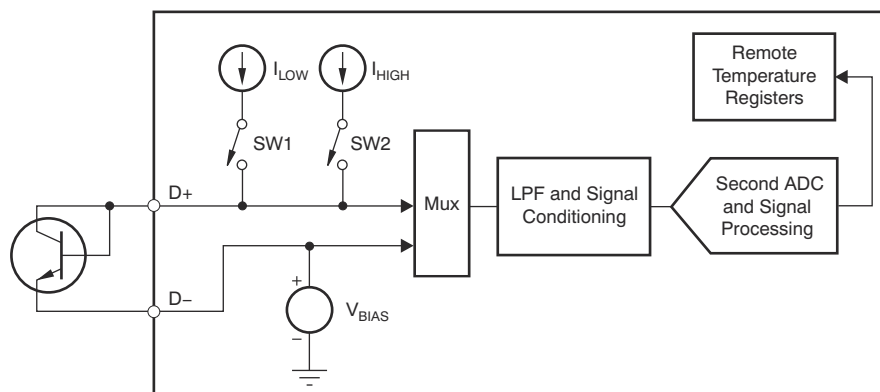 I_LOW
I_HIGH
SW1
SW2
D+
D−
+
V_BIAS
−
Mux
LPF and Signal
Conditioning
Second ADC
and Signal
Processing
Remote
Temperature
Registers